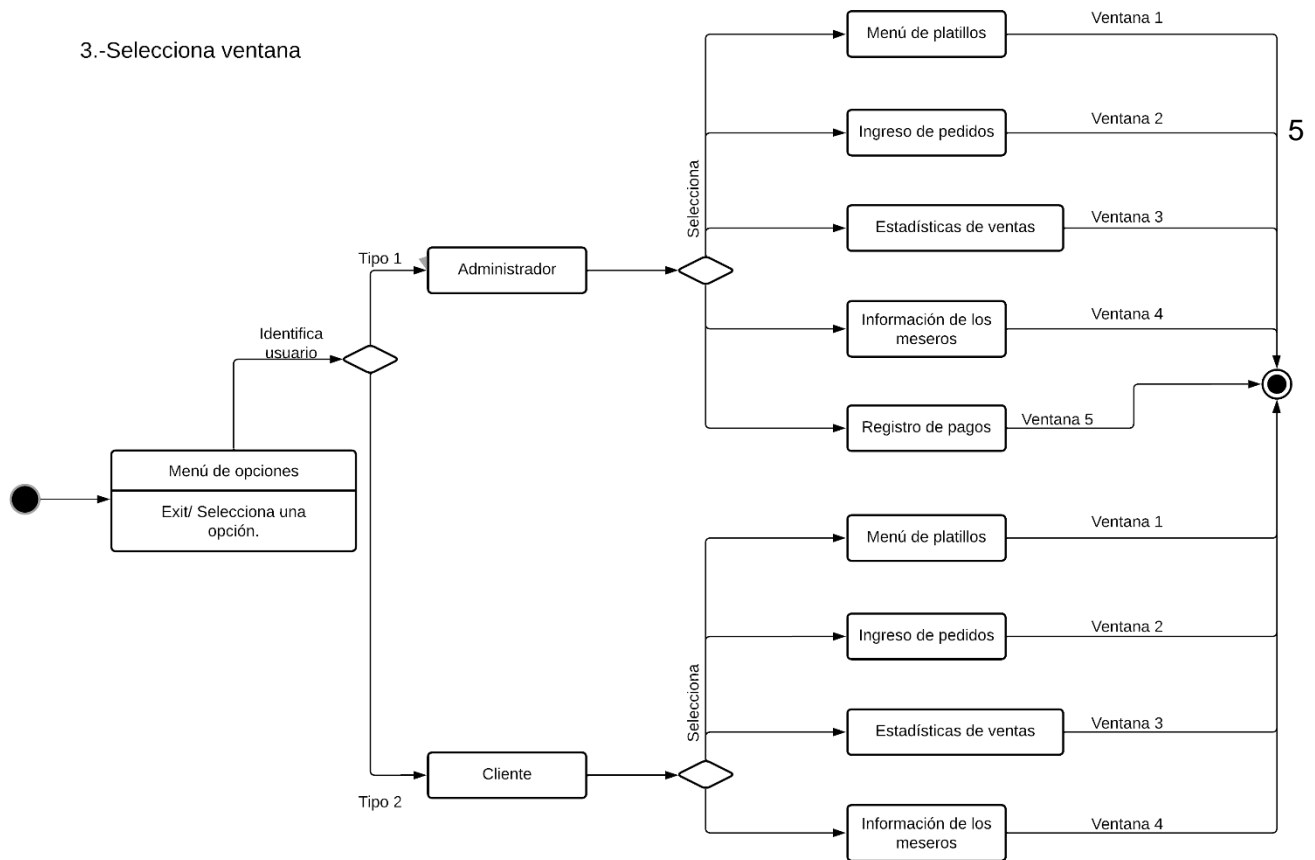 3.-Selecciona ventana
Menú de platillos
Ventana 1
Ingreso de pedidos
Ventana 2
5
Selecciona
Estadísticas de ventas
Ventana 3
Tipo 1
Administrador
Información de los
meseros
Ventana 4
Identifica
usuario
Registro de pagos
Ventana 5
Menú de opciones
Exit/ Selecciona una
opción.
Menú de platillos
Ventana 1
Ingreso de pedidos
Ventana 2
Selecciona
Estadísticas de ventas
Ventana 3
Cliente
Tipo 2
Información de los
meseros
Ventana 4